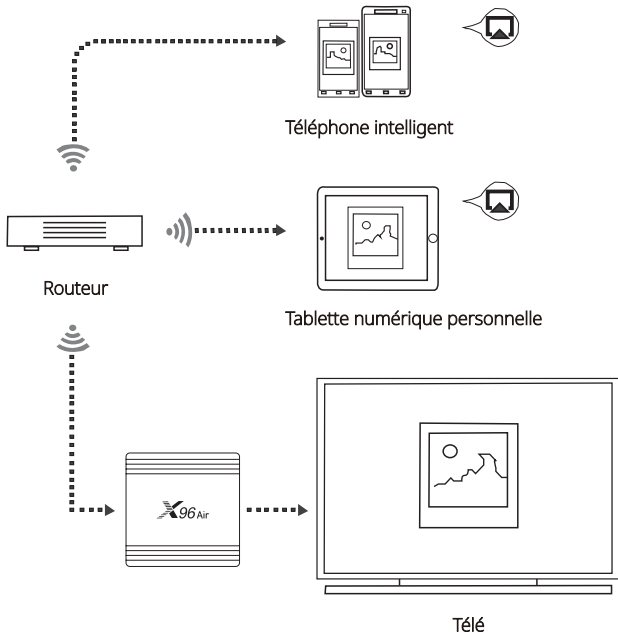 Téléphone intelligent
Routeur
Tablette numérique personnelle
X96 Air
Télé